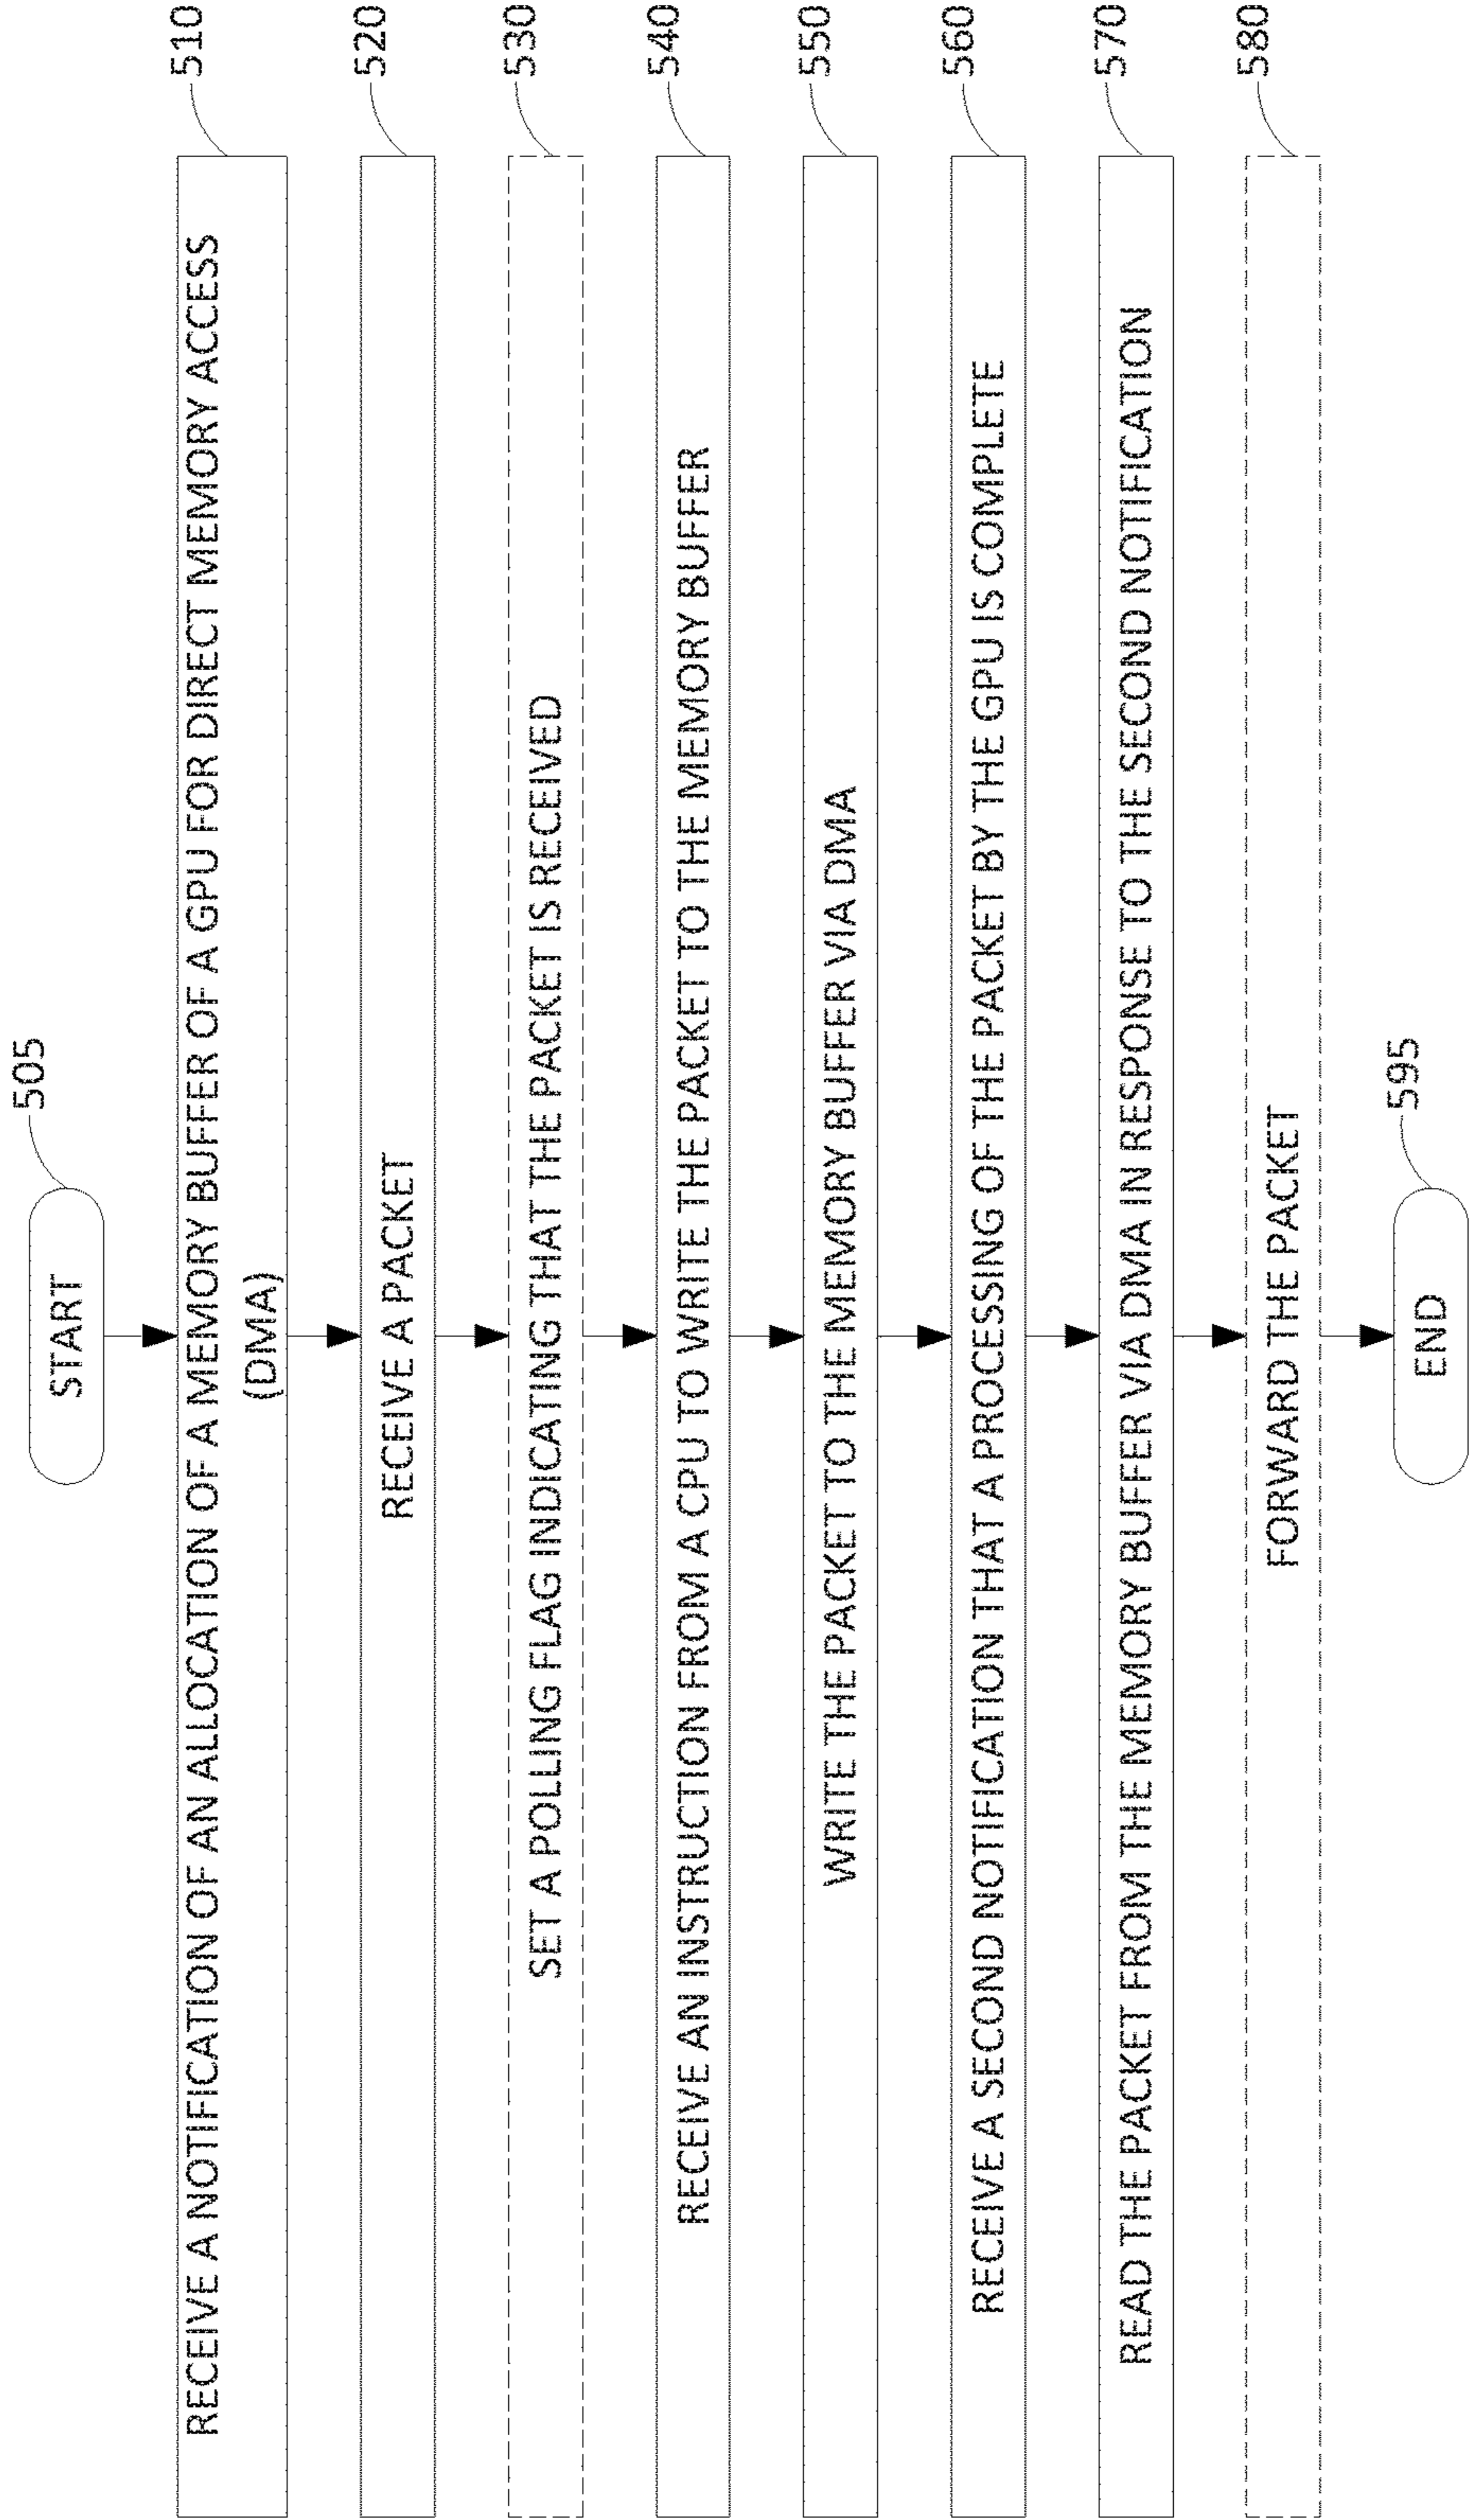 505
START
510
RECEIVE A NOTIFICATION OF AN ALLOCATION OF A MEMORY BUFFER OF A GPU FOR DIRECT MEMORY ACCESS
(DMA)
520
RECEIVE A PACKET
530
SET A POLLING FLAG INDICATING THAT THE PACKET IS RECEIVED
540
RECEIVE AN INSTRUCTION FROM A CPU TO WRITE THE PACKET TO THE MEMORY BUFFER
550
WRITE THE PACKET TO THE MEMORY BUFFER VIA DMA
560
RECEIVE A SECOND NOTIFICATION THAT A PROCESSING OF THE PACKET BY THE GPU IS COMPLETE
570
READ THE PACKET FROM THE MEMORY BUFFER VIA DMA IN RESPONSE TO THE SECOND NOTIFICATION
580
FORWARD THE PACKET
595
END